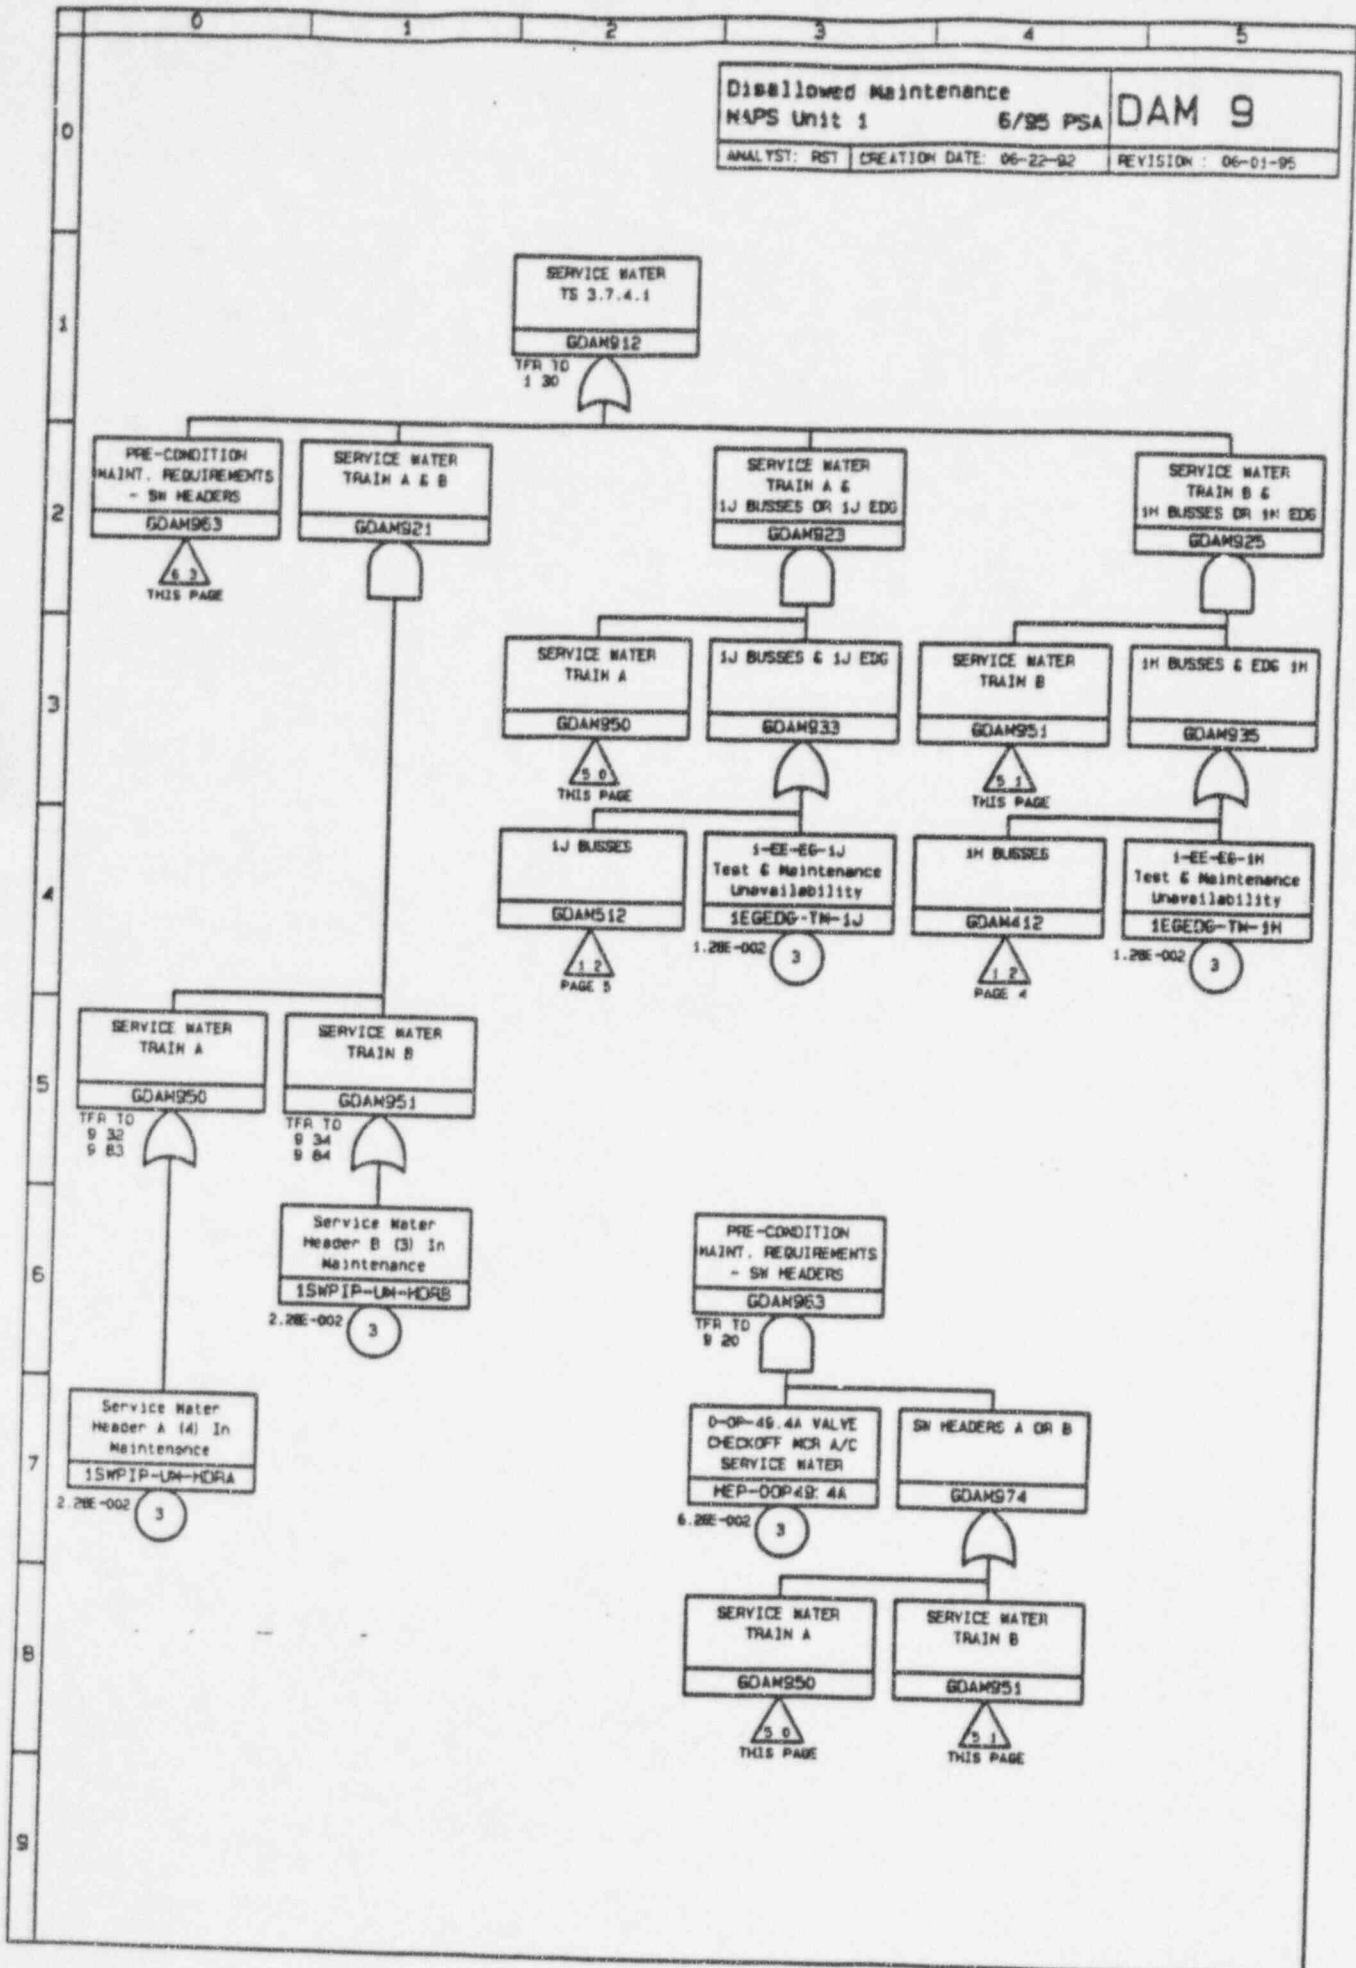 0 1 2 3 4 5
Disallowed Maintenance
NAPS Unit 1 6/95 PSA
DAM 9
ANALYST: RST CREATION DATE: 06-22-92 REVISION : 06-01-95
0
SERVICE WATER
TS 3.7.4.1
GDAM912
TFR TO
1 30
1
PRE-CONDITION
MAINT. REQUIREMENTS
- SW HEADERS
GDAM963
6 3
THIS PAGE
SERVICE WATER
TRAIN A & B
GDAM921
SERVICE WATER
TRAIN A &
1J BUSSES OR 1J EDG
GDAM923
SERVICE WATER
TRAIN B &
1H BUSSES OR 1H EDG
GDAM925
2
SERVICE WATER
TRAIN A
GDAM950
5 0
THIS PAGE
1J BUSSES & 1J EDG
GDAM933
SERVICE WATER
TRAIN B
GDAM951
5 1
THIS PAGE
1H BUSSES & EDG 1H
GDAM935
3
1J BUSSES
GDAM512
1 2
PAGE 5
1-EE-EG-1J
Test & Maintenance
Unavailability
1EGEDG-TM-1J
1.28E-002
3
1H BUSSES
GDAM412
1 2
PAGE 4
1-EE-EG-1H
Test & Maintenance
Unavailability
1EGEDG-TM-1H
1.28E-002
3
4
SERVICE WATER
TRAIN A
GDAM950
TFR TO
9 32
9 83
SERVICE WATER
TRAIN B
GDAM951
TFR TO
9 34
9 84
5
Service Water
Header B (3) In
Maintenance
1SWPIP-UM-HDRB
2.28E-002
3
PRE-CONDITION
MAINT. REQUIREMENTS
- SW HEADERS
GDAM963
TFR TO
9 20
6
Service Water
Header A (4) In
Maintenance
1SWPIP-UM-HDRA
2.28E-002
3
0-OP-49.4A VALVE
CHECKOFF MCR A/C
SERVICE WATER
HEP-0OP49:4A
6.28E-002
3
SW HEADERS A OR B
GDAM974
7
SERVICE WATER
TRAIN A
GDAM950
5 0
THIS PAGE
SERVICE WATER
TRAIN B
GDAM951
5 1
THIS PAGE
8
9